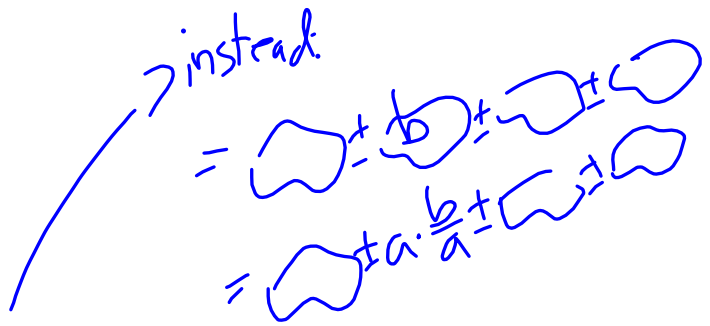 instead:
= ± b ± ±
= ± a · b/a ± ±